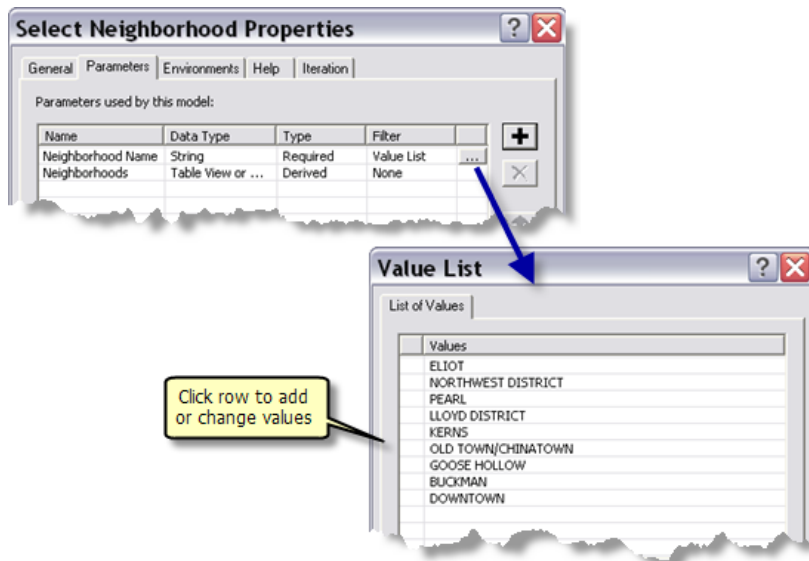 Select Neighborhood Properties
General Parameters Environments Help Iteration
Parameters used by this model:
Name Data Type Type Filter
Neighborhood Name String Required Value List ...
Neighborhoods Table View or ... Derived None
Value List
List of Values
Values
ELIOT
NORTHWEST DISTRICT
PEARL
LLOYD DISTRICT
KERNS
OLD TOWN/CHINATOWN
GOOSE HOLLOW
BUCKMAN
DOWNTOWN
Click row to add
or change values